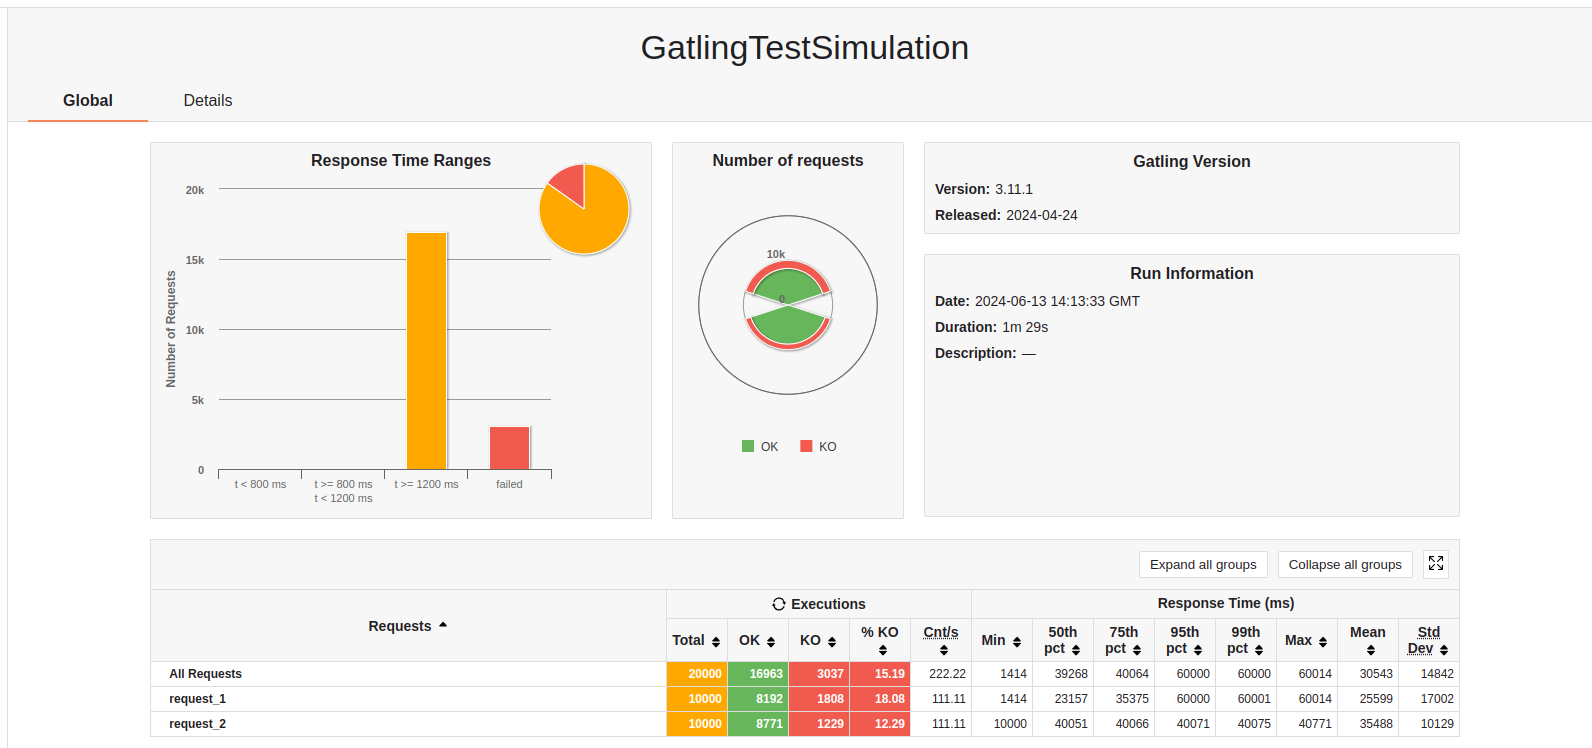 GatlingTestSimulation
Global Details
Response Time Ranges
20k
15k
10k
5k
0
Number of Requests
t < 800 ms
t >= 800 ms
t < 1200 ms
t >= 1200 ms
failed
Number of requests
10k
0
OK KO
Gatling Version
Version: 3.11.1
Released: 2024-04-24
Run Information
Date: 2024-06-13 14:13:33 GMT
Duration: 1m 29s
Description: —
Expand all groups Collapse all groups
Requests Executions Response Time (ms)
Total OK KO % KO Cnt/s Min 50th pct 75th pct 95th pct 99th pct Max Mean Std Dev
All Requests 20000 16963 3037 15.19 222.22 1414 39268 40064 60000 60000 60014 30543 14842
request_1 10000 8192 1808 18.08 111.11 1414 23157 35375 60000 60001 60014 25599 17002
request_2 10000 8771 1229 12.29 111.11 10000 40051 40066 40071 40075 40771 35488 10129